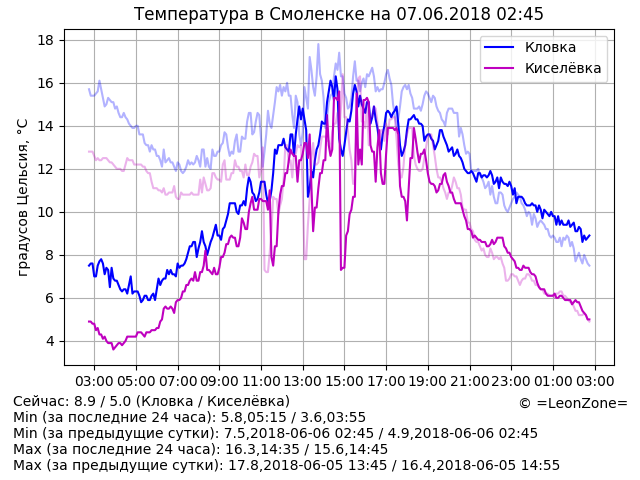 Температура в Смоленске на 07.06.2018 02:45
Кловка
Киселёвка
градусов Цельсия, °C
18
16
14
12
10
8
6
4
03:00 05:00 07:00 09:00 11:00 13:00 15:00 17:00 19:00 21:00 23:00 01:00 03:00
Сейчас: 8.9 / 5.0 (Кловка / Киселёвка)
© =LeonZone=
Min (за последние 24 часа): 5.8,05:15 / 3.6,03:55
Min (за предыдущие сутки): 7.5,2018-06-06 02:45 / 4.9,2018-06-06 02:45
Max (за последние 24 часа): 16.3,14:35 / 15.6,14:45
Max (за предыдущие сутки): 17.8,2018-06-05 13:45 / 16.4,2018-06-05 14:55